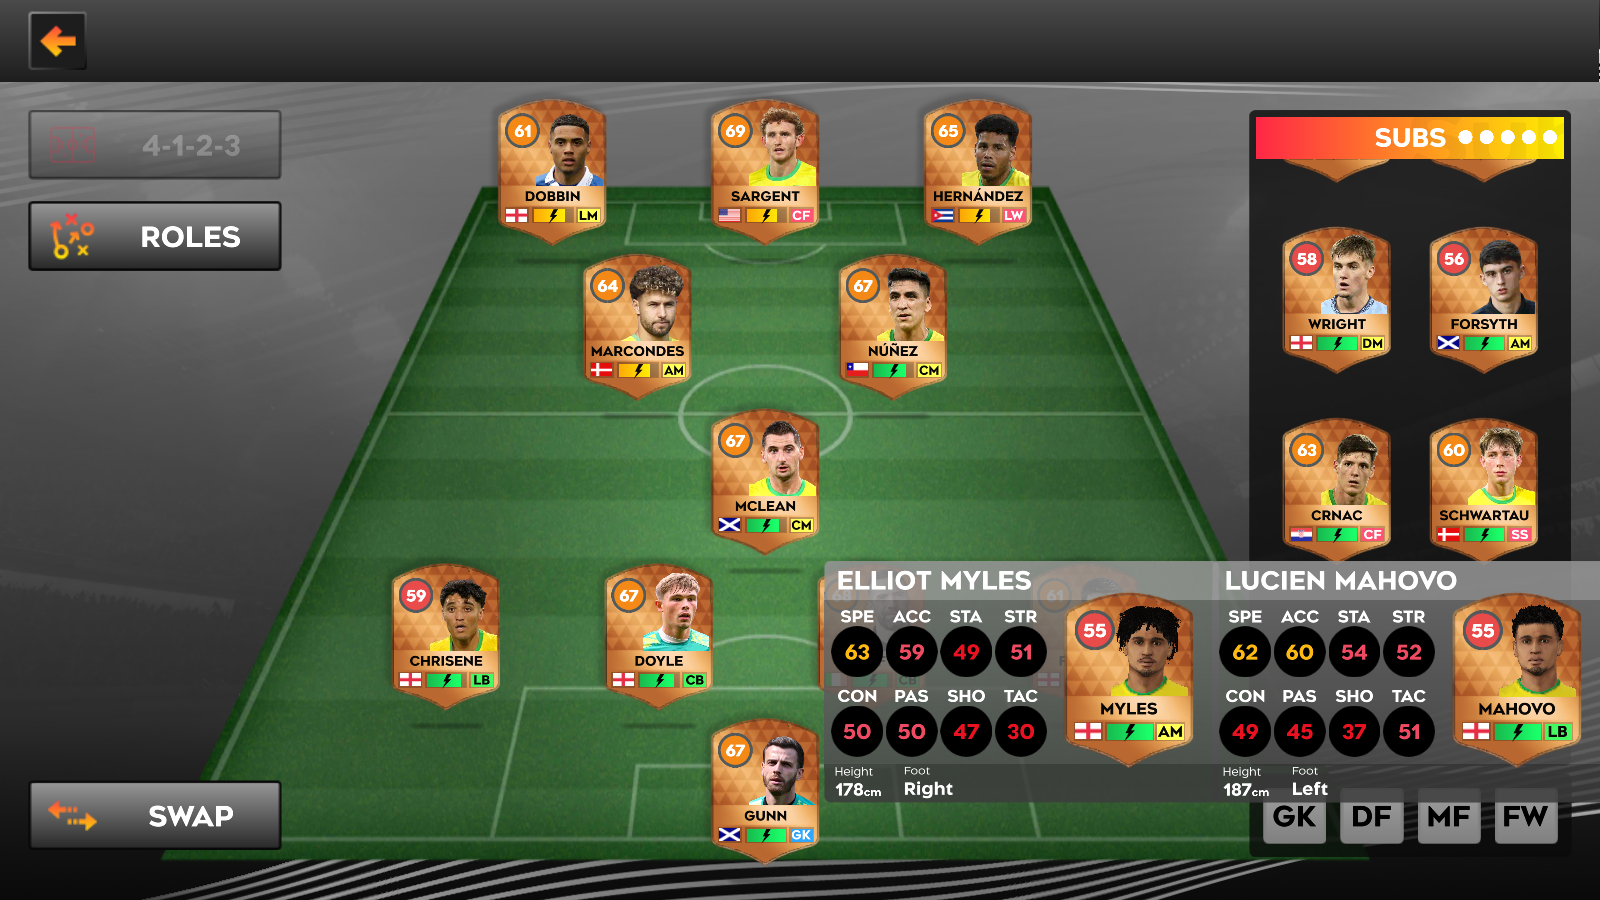 4-1-2-3
ROLES
SWAP
61
DOBBIN
LM
69
SARGENT
CF
65
HERNÁNDEZ
LW
64
MARCONDES
AM
67
NÚÑEZ
CM
67
MCLEAN
CM
59
CHRISENE
LB
67
DOYLE
CB
68
CB
61
67
GUNN
GK
SUBS
58
WRIGHT
DM
56
FORSYTH
AM
63
CRNAC
CF
60
SCHWARTAU
SS
ELLIOT MYLES
SPE ACC STA STR
63 59 49 51
CON PAS SHO TAC
50 50 47 30
Height Foot
178cm Right
55
MYLES
AM
LUCIEN MAHOVO
SPE ACC STA STR
62 60 54 52
CON PAS SHO TAC
49 45 37 51
Height Foot
187cm Left
55
MAHOVO
LB
GK DF MF FW